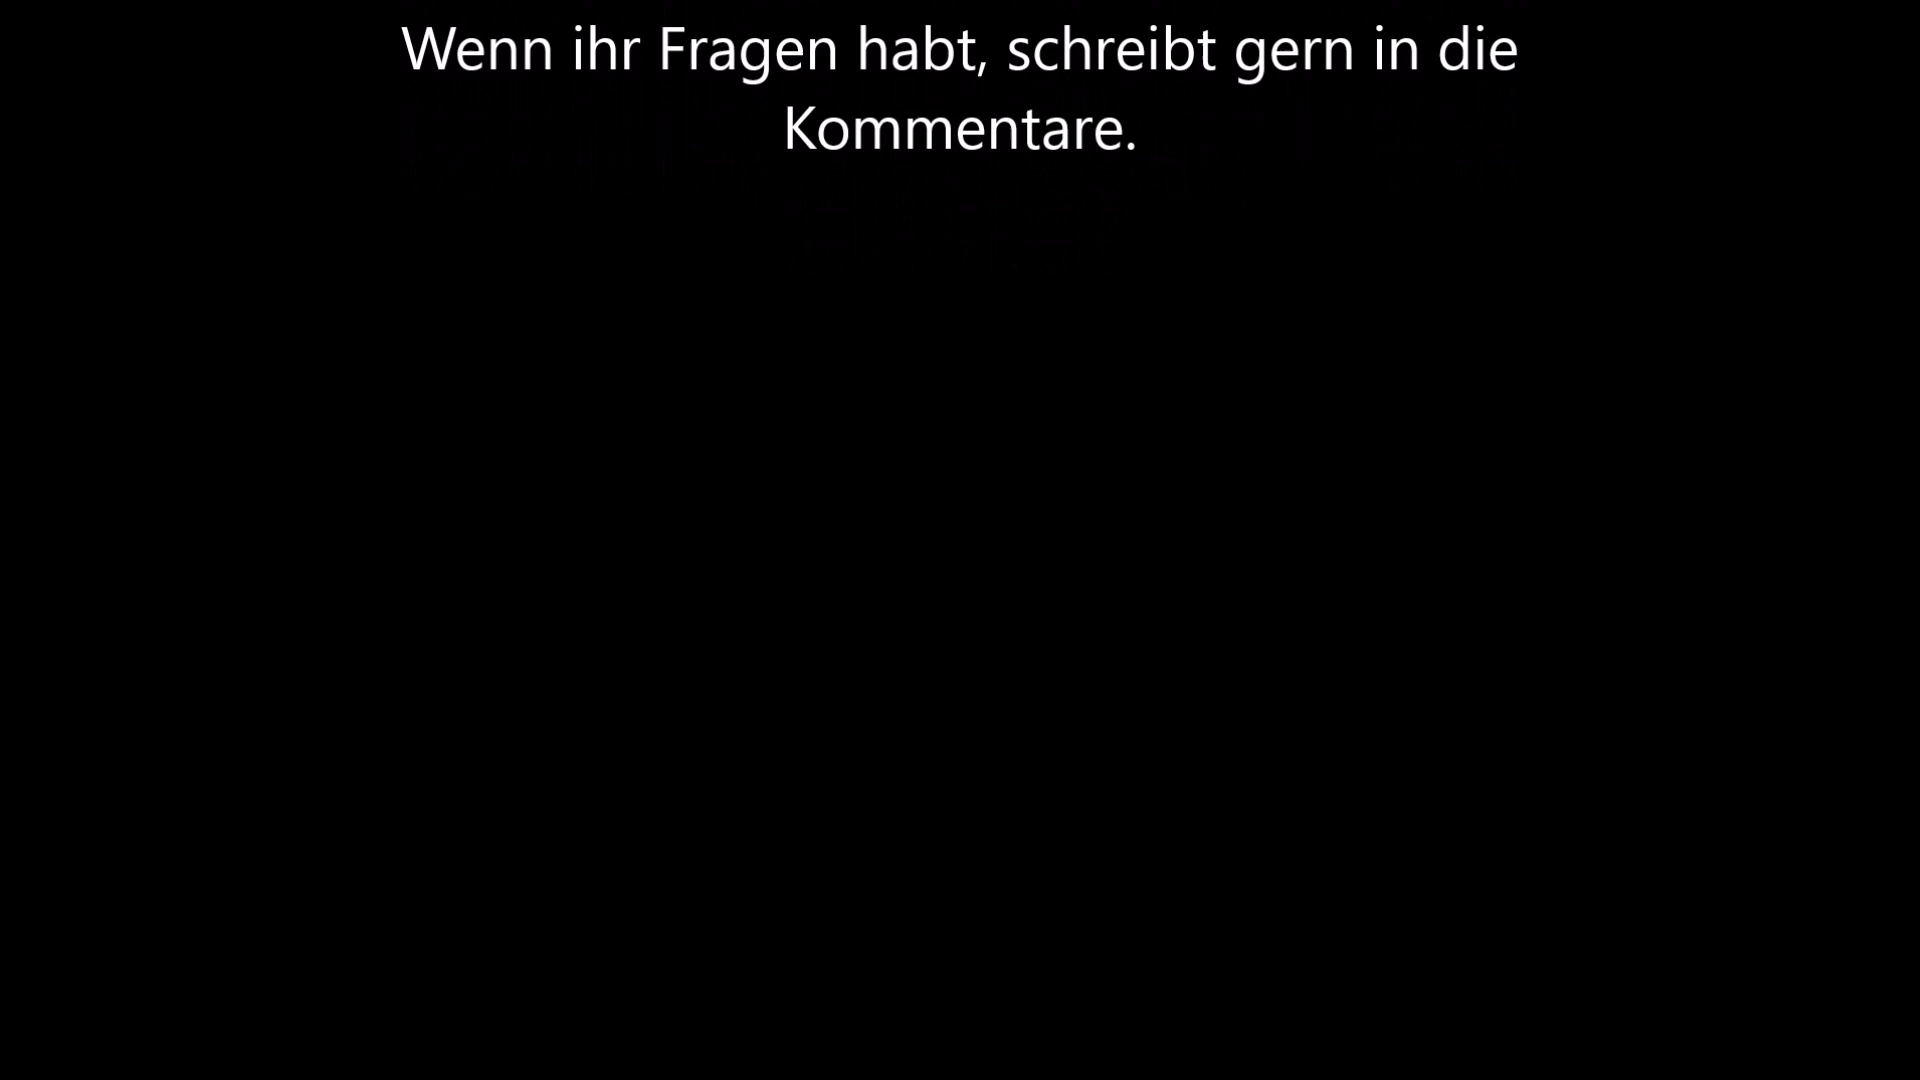 Wenn ihr Fragen habt, schreibt gern in die
Kommentare.